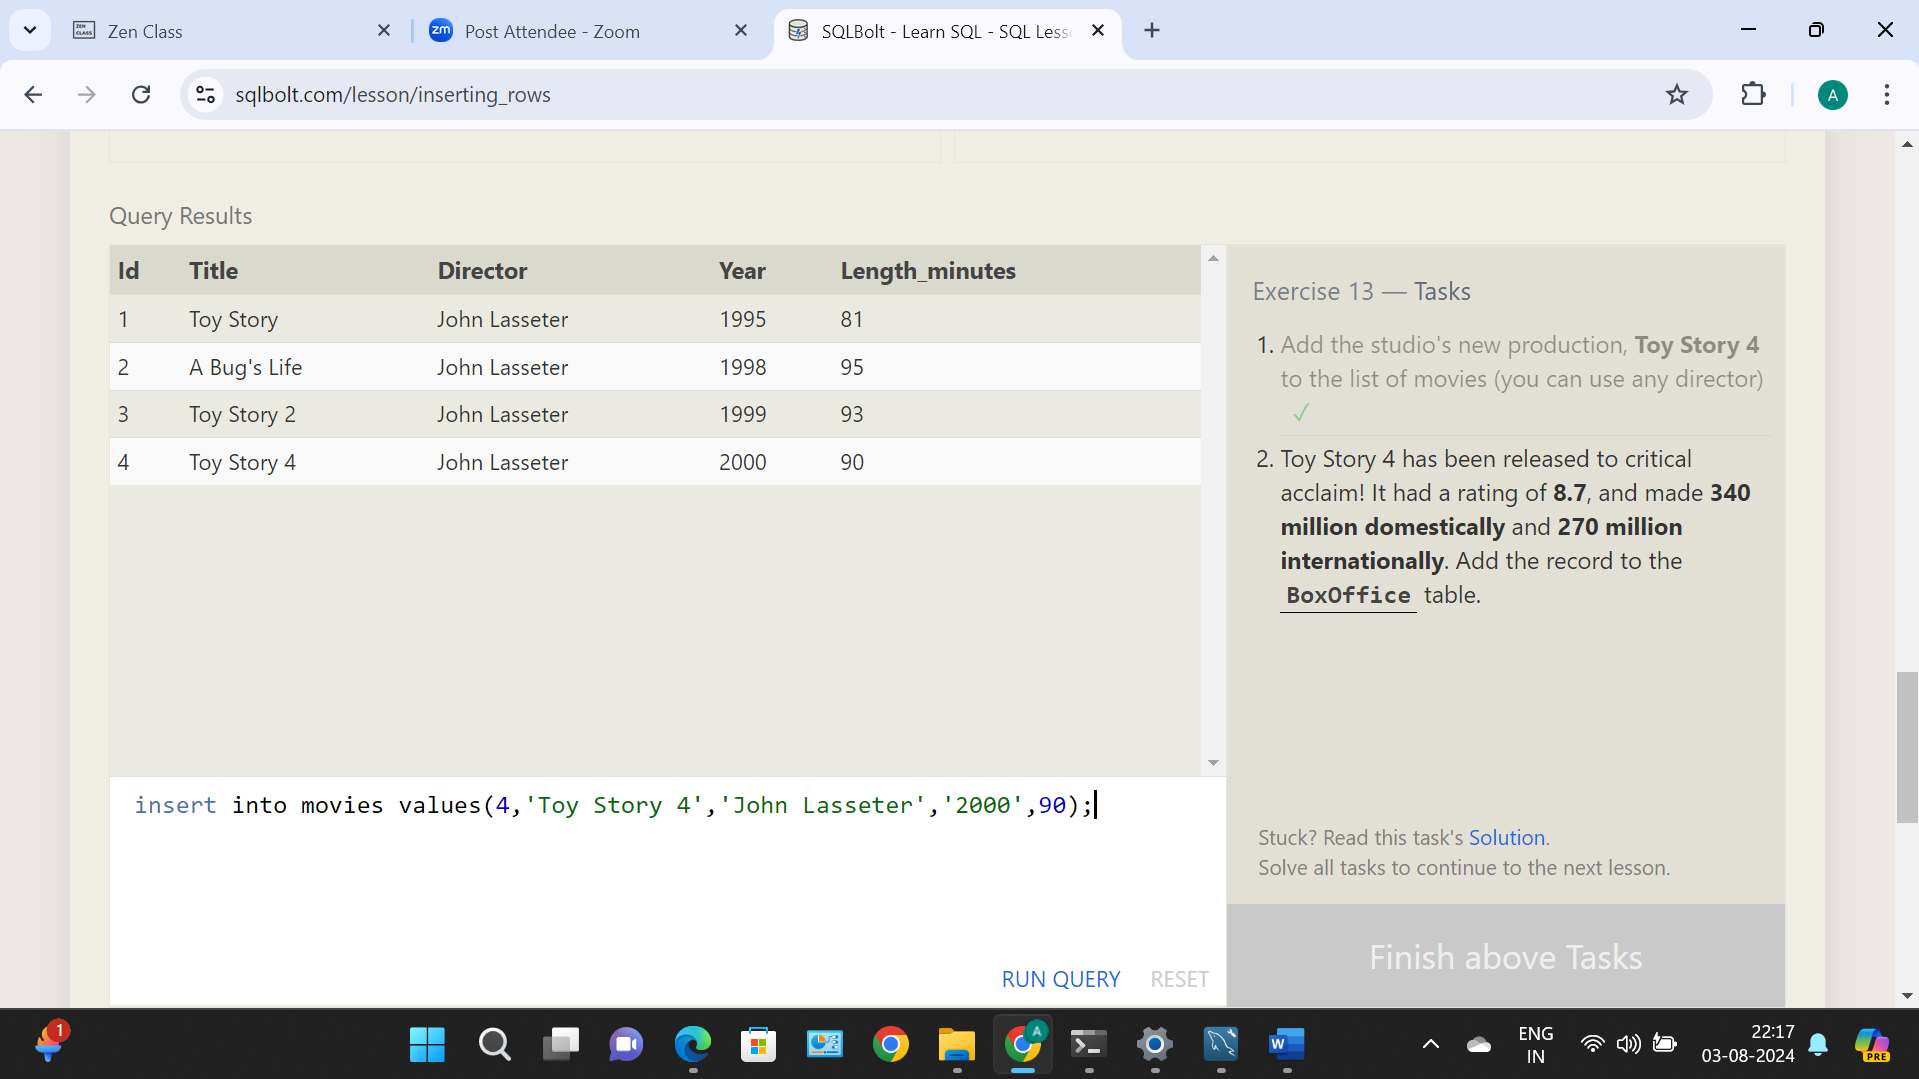 Zen Class
zm
Post Attendee - Zoom
SQLBolt - Learn SQL - SQL Less
sqlbolt.com/lesson/inserting_rows
A
Query Results
Id Title Director Year Length_minutes
1 Toy Story John Lasseter 1995 81
2 A Bug's Life John Lasseter 1998 95
3 Toy Story 2 John Lasseter 1999 93
4 Toy Story 4 John Lasseter 2000 90
Exercise 13 — Tasks
1. Add the studio's new production, Toy Story 4
to the list of movies (you can use any director)
✓
2. Toy Story 4 has been released to critical
acclaim! It had a rating of 8.7, and made 340
million domestically and 270 million
internationally. Add the record to the
BoxOffice table.
insert into movies values(4,'Toy Story 4','John Lasseter','2000',90);
Stuck? Read this task's Solution.
Solve all tasks to continue to the next lesson.
Finish above Tasks
RUN QUERY RESET
1
A
W
ENG
IN
22:17
03-08-2024
PRE